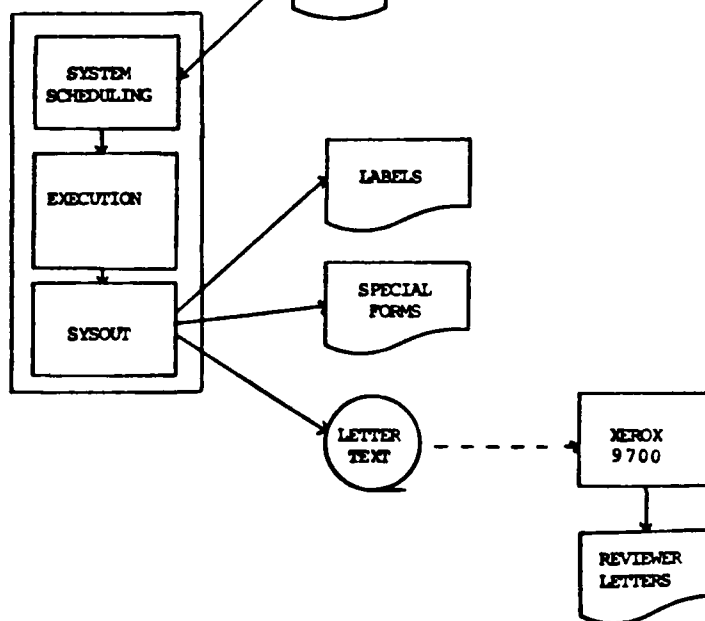 SYSTEM
SCHEDULING
EXECUTION
SYSOUT
LABELS
SPECIAL
FORMS
LETTER
TEXT
XEROX
9700
REVIEWER
LETTERS